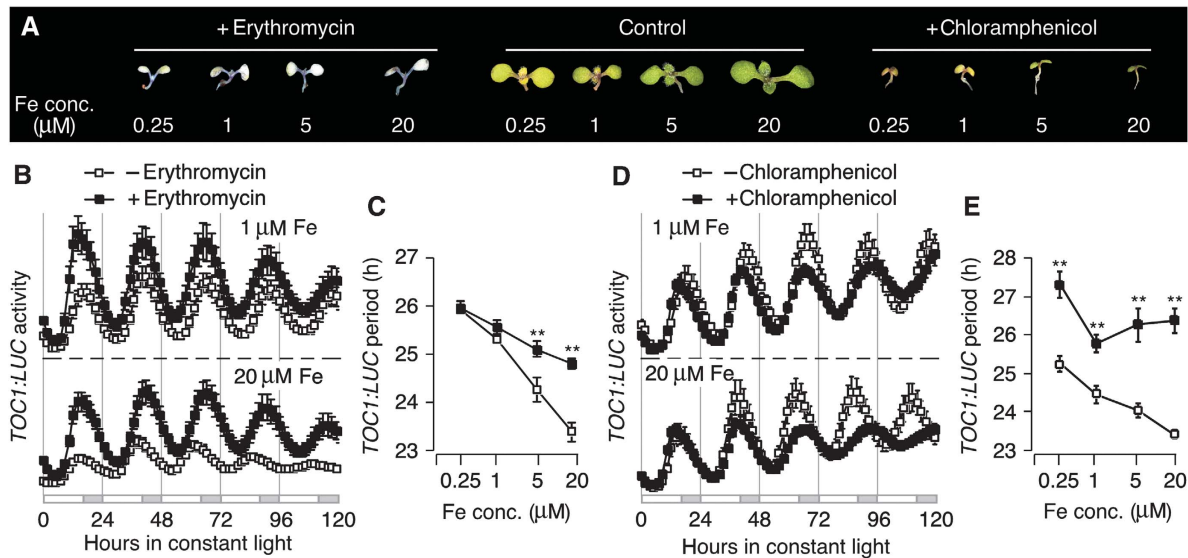 A
+ Erythromycin
Control
+Chloramphenicol
Fe conc.
(μM)
0.25 1 5 20
0.25 1 5 20
0.25 1 5 20
B
– Erythromycin
+ Erythromycin
1 μM Fe
20 μM Fe
TOC1:LUC activity
0 24 48 72 96 120
Hours in constant light
C
27
26
25
24
23
**
**
TOC1:LUC period (h)
0.25 1 5 20
Fe conc. (μM)
D
–Chloramphenicol
+Chloramphenicol
1 μM Fe
20 μM Fe
TOC1:LUC activity
0 24 48 72 96 120
Hours in constant light
E
28
27
26
25
24
23
**
**
**
**
TOC1:LUC period (h)
0.25 1 5 20
Fe conc. (μM)